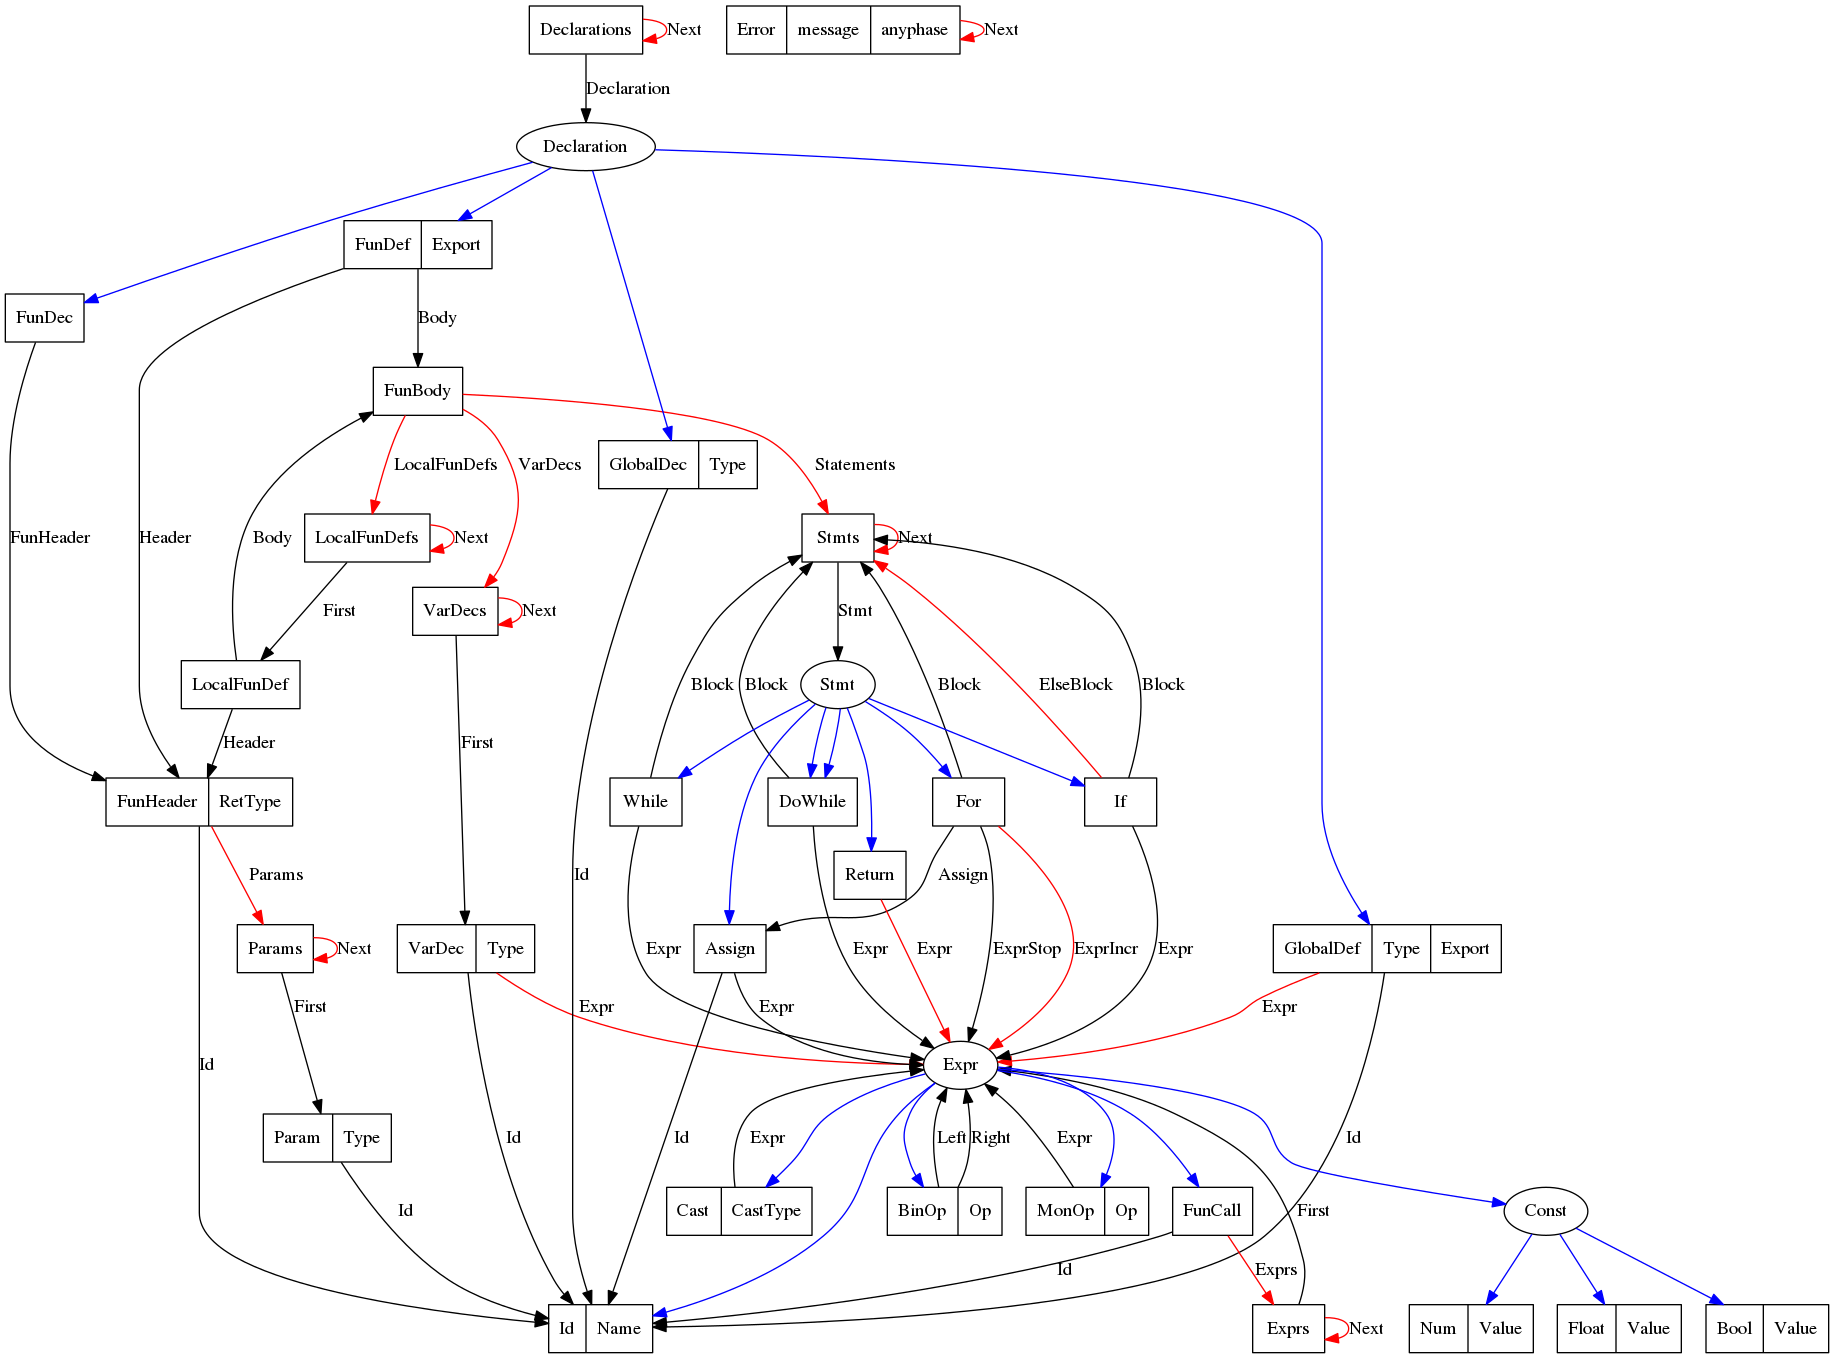 Declarations
Next
Error message anyphase
Next
Declaration
Declaration
FunDef Export
FunDec
Body
FunBody
LocalFunDefs
VarDecs
GlobalDec Type
Statements
FunHeader
Header
Body
LocalFunDefs
Next
Stmts
Next
First
VarDecs
Next
Stmt
LocalFunDef
Block
Block
Stmt
Block
ElseBlock
Block
Header
First
FunHeader RetType
While
DoWhile
For
If
Id
Params
Return
Assign
Params
Next
VarDec Type
Expr
Assign
Expr
Expr
ExprStop
ExprIncr
Expr
GlobalDef Type Export
First
Expr
Expr
Expr
Id
Expr
Param Type
Id
Id
Id
Expr
Left
Right
Expr
Id
Cast CastType
BinOp Op
MonOp Op
FunCall
First
Const
Id
Exprs
Id Name
Exprs
Next
Num Value
Float Value
Bool Value